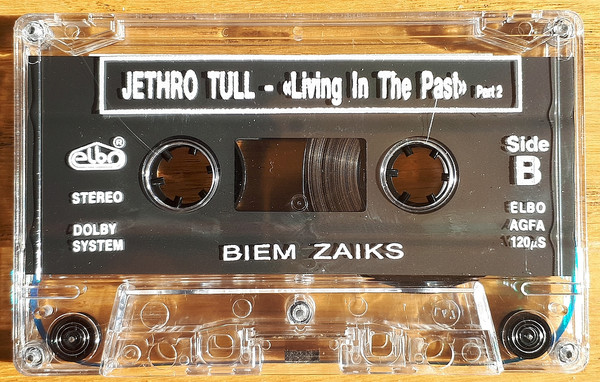 JETHRO TULL - «Living In The Past» Part 2
elbo®
Side
B
STEREO
DOLBY
SYSTEM
ELBO
AGFA
120µS
BIEM ZAIKS